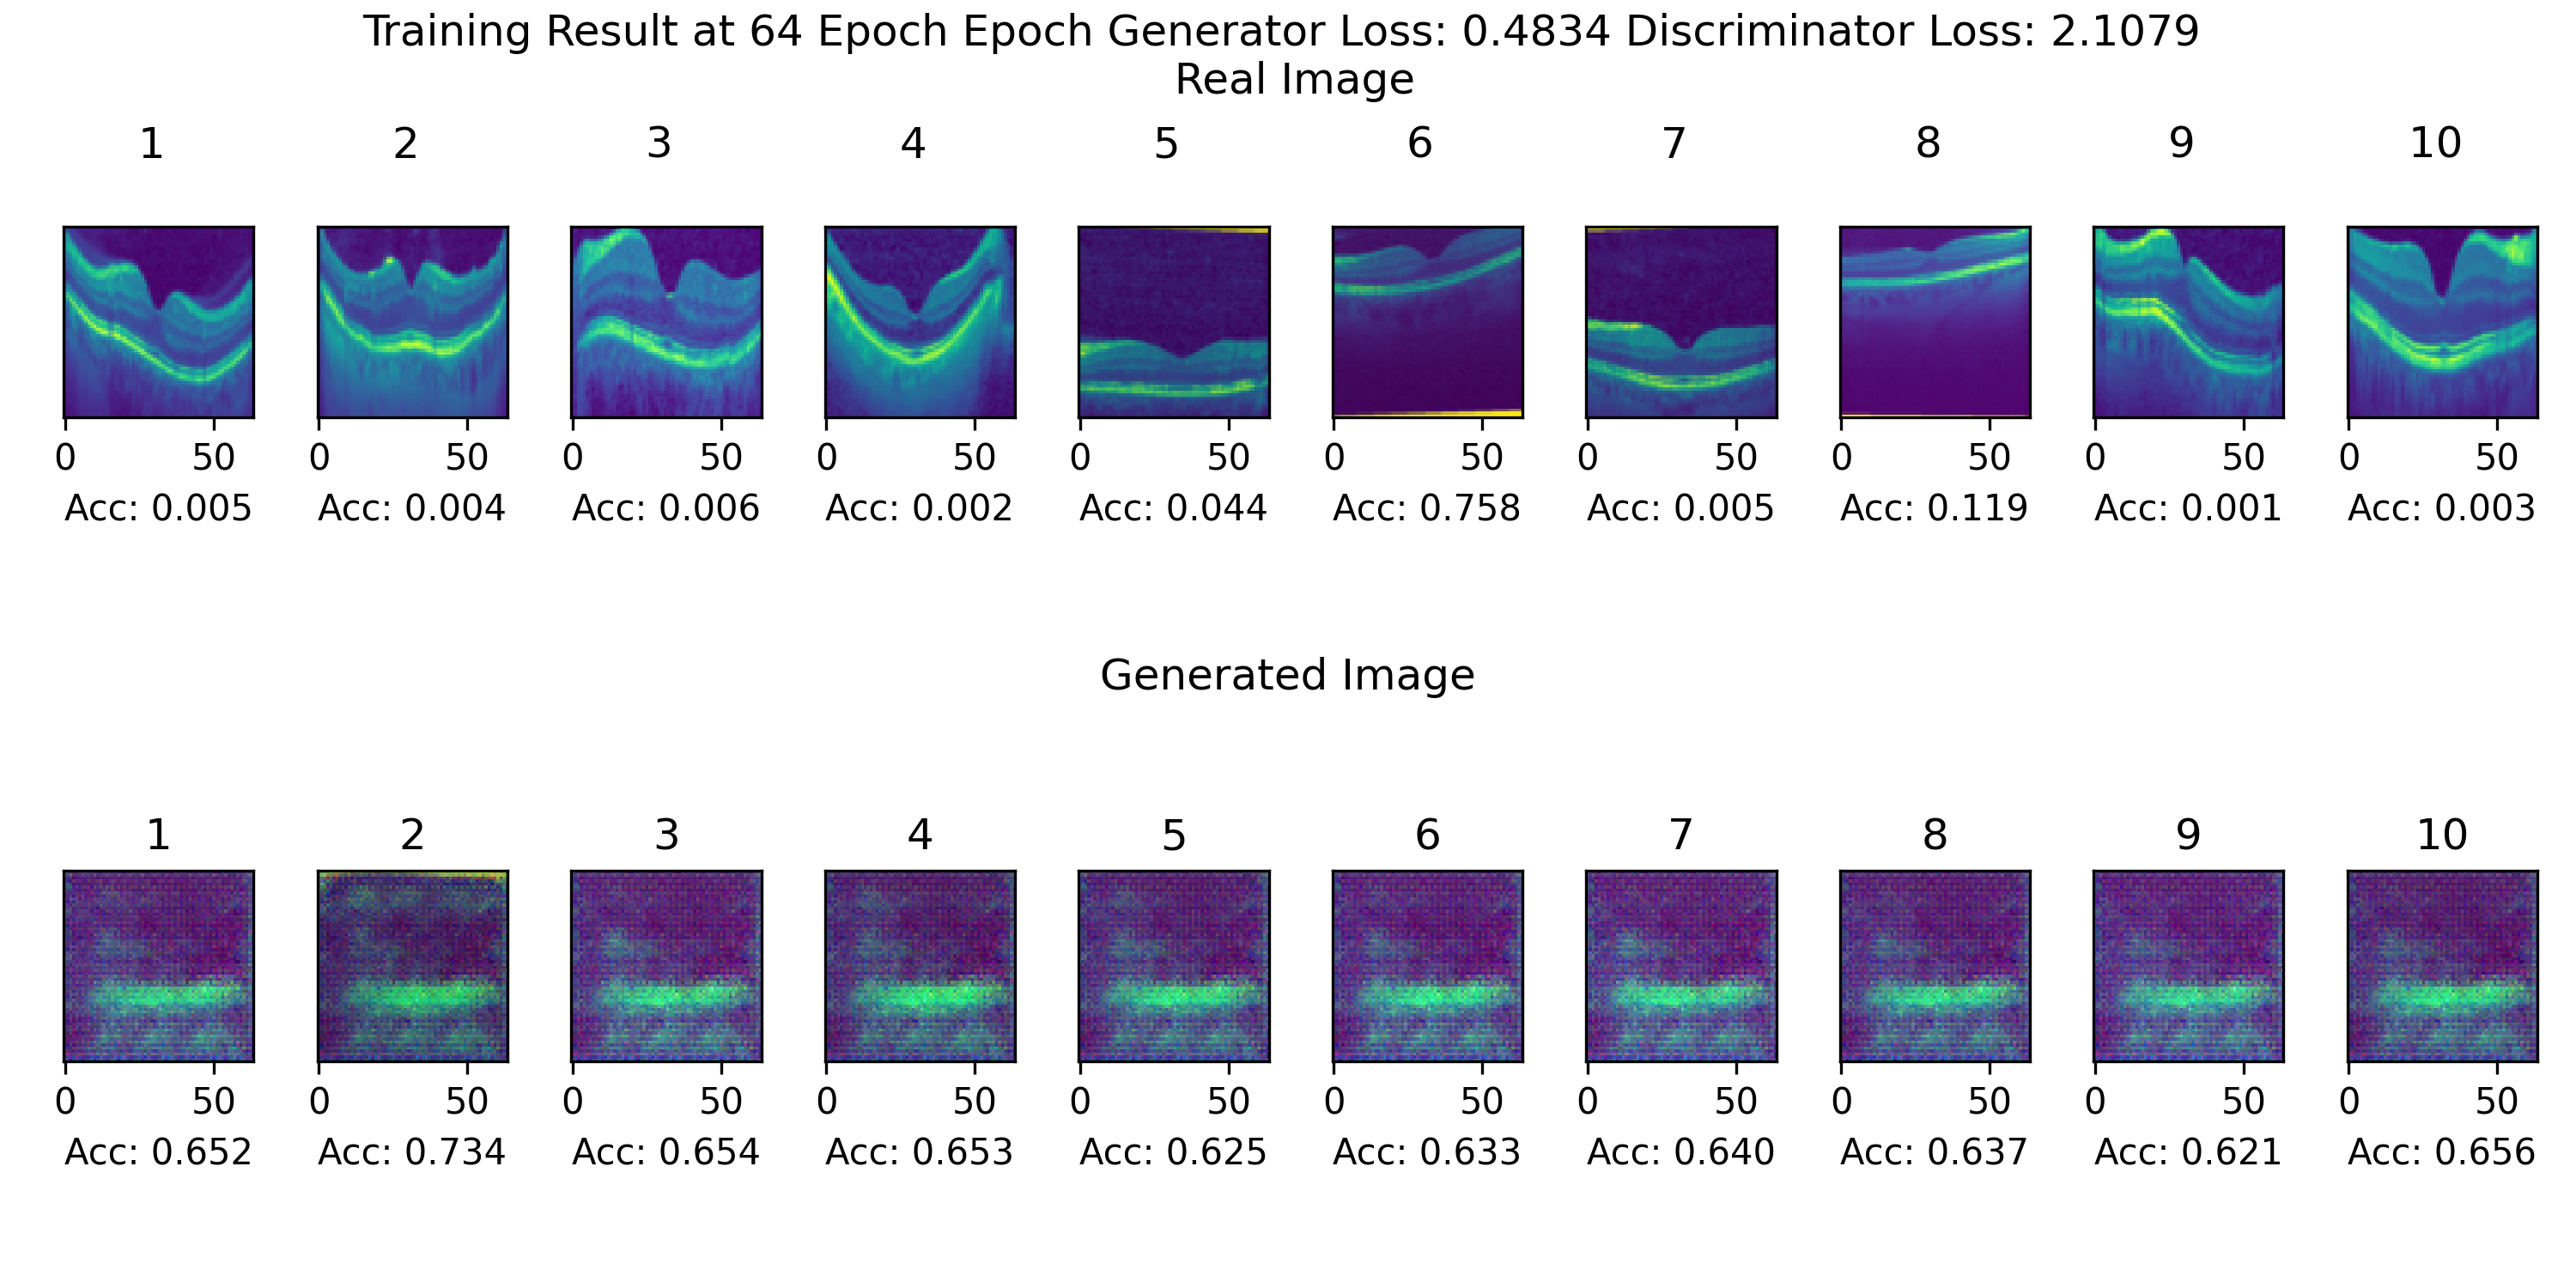 Training Result at 64 Epoch Epoch Generator Loss: 0.4834 Discriminator Loss: 2.1079
Real Image
1 2 3 4 5 6 7 8 9 10
0 50 0 50 0 50 0 50 0 50 0 50 0 50 0 50 0 50 0 50
Acc: 0.005 Acc: 0.004 Acc: 0.006 Acc: 0.002 Acc: 0.044 Acc: 0.758 Acc: 0.005 Acc: 0.119 Acc: 0.001 Acc: 0.003
Generated Image
1 2 3 4 5 6 7 8 9 10
0 50 0 50 0 50 0 50 0 50 0 50 0 50 0 50 0 50 0 50
Acc: 0.652 Acc: 0.734 Acc: 0.654 Acc: 0.653 Acc: 0.625 Acc: 0.633 Acc: 0.640 Acc: 0.637 Acc: 0.621 Acc: 0.656